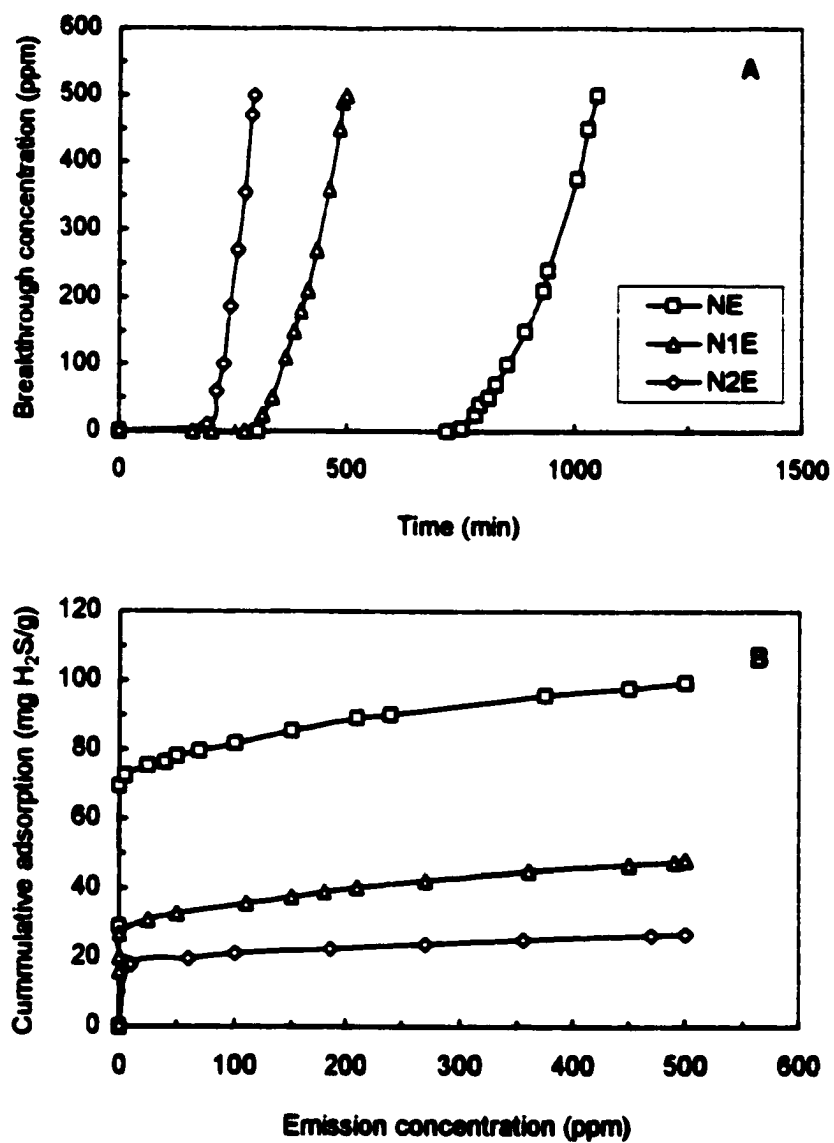 600
500
400
300
200
100
0
Breakthrough concentration (ppm)
A
NE
N1E
N2E
0 500 1000 1500
Time (min)
120
100
80
60
40
20
0
Cummulative adsorption (mg H₂S/g)
B
0 100 200 300 400 500 600
Emission concentration (ppm)